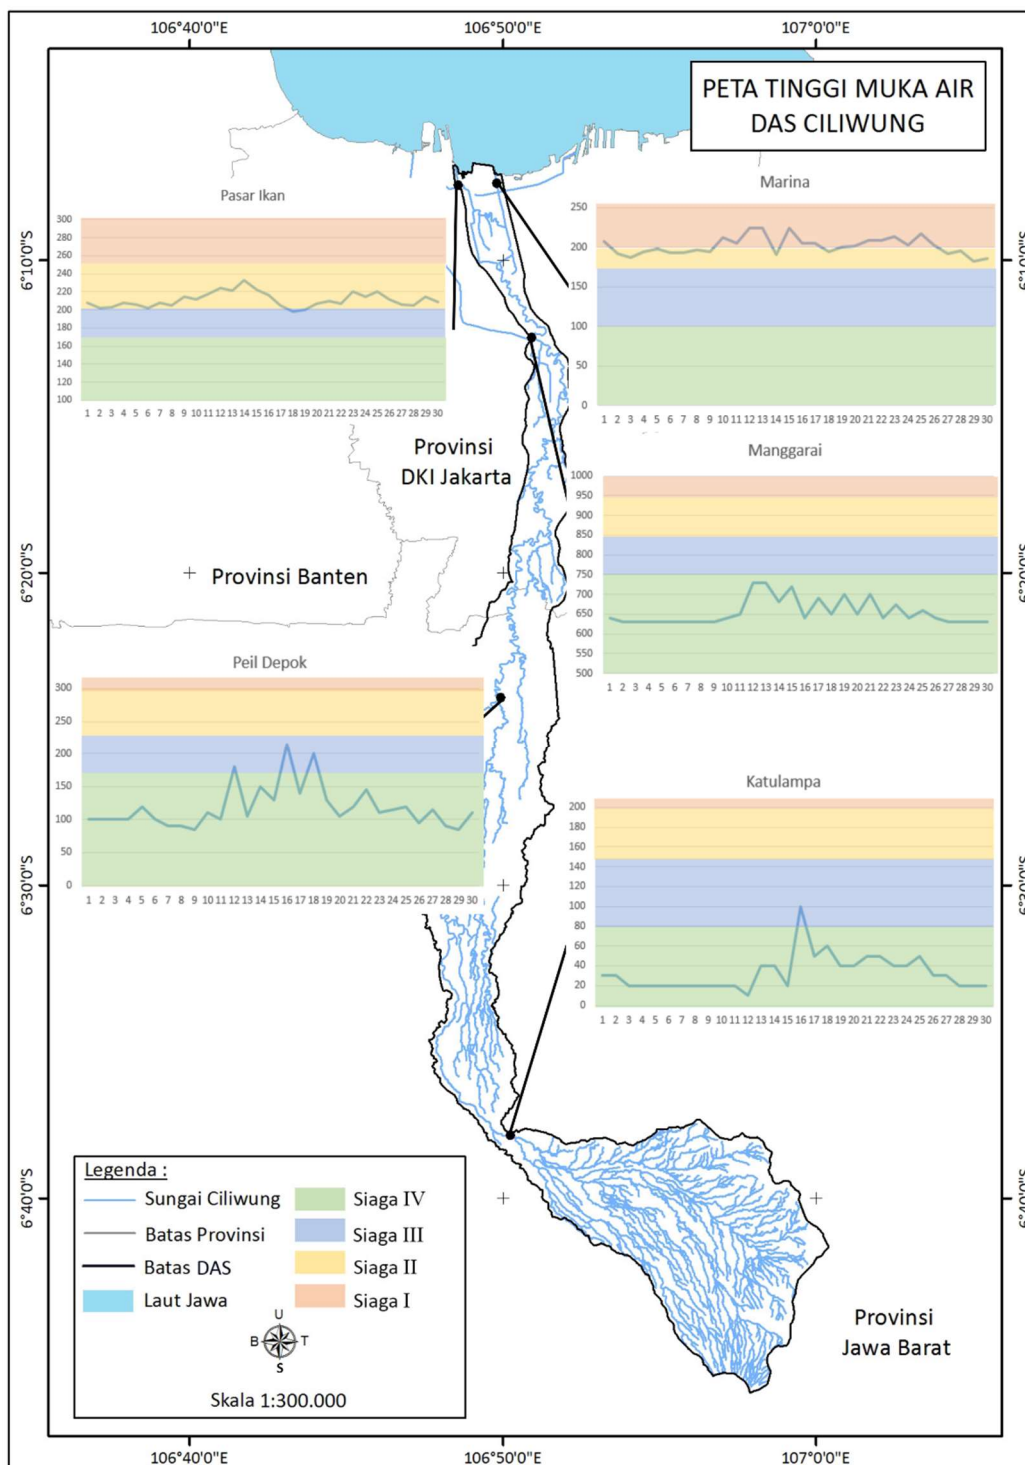 106°40'0"E 106°50'0"E 107°0'0"E
PETA TINGGI MUKA AIR
DAS CILIWUNG
6°10'0"S
6°20'0"S
6°30'0"S
6°40'0"S
Pasar Ikan
300
280
260
240
220
200
180
160
140
120
100
1 2 3 4 5 6 7 8 9 10 11 12 13 14 15 16 17 18 19 20 21 22 23 24 25 26 27 28 29 30
Marina
250
200
150
100
50
0
1 2 3 4 5 6 7 8 9 10 11 12 13 14 15 16 17 18 19 20 21 22 23 24 25 26 27 28 29 30
6°10'0"S
6°20'0"S
6°30'0"S
6°40'0"S
Provinsi
DKI Jakarta
Manggarai
1000
950
900
850
800
750
700
650
600
550
500
1 2 3 4 5 6 7 8 9 10 11 12 13 14 15 16 17 18 19 20 21 22 23 24 25 26 27 28 29 30
Provinsi Banten
Peil Depok
300
250
200
150
100
50
0
1 2 3 4 5 6 7 8 9 10 11 12 13 14 15 16 17 18 19 20 21 22 23 24 25 26 27 28 29 30
Katulampa
200
180
160
140
120
100
80
60
40
20
0
1 2 3 4 5 6 7 8 9 10 11 12 13 14 15 16 17 18 19 20 21 22 23 24 25 26 27 28 29 30
Legenda :
Sungai Ciliwung
Batas Provinsi
Batas DAS
Laut Jawa
Siaga IV
Siaga III
Siaga II
Siaga I
U
B T
S
Skala 1:300.000
Provinsi
Jawa Barat
106°40'0"E 106°50'0"E 107°0'0"E